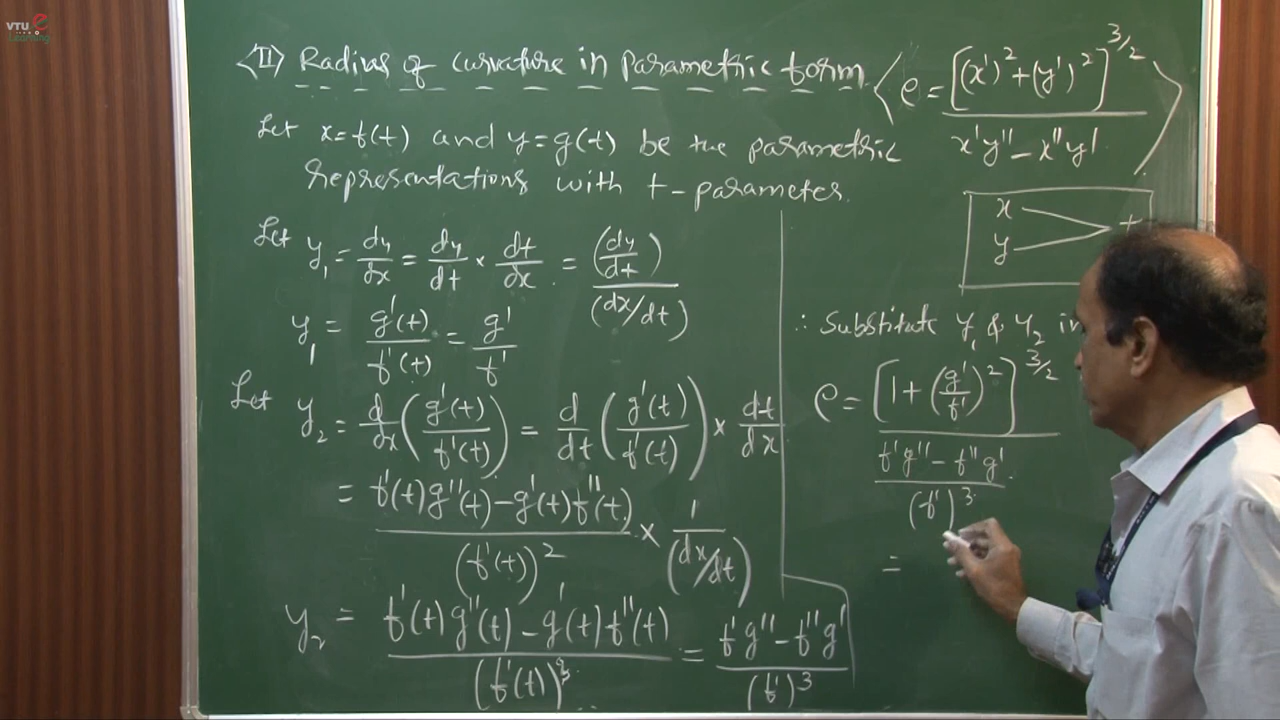 VTU e
Learning
<II> Radius of curvature in parametric form
< ρ = [(x')² + (y')²]^3/2 / x'y'' - x''y' >
Let x = f(t) and y = g(t) be the parametric
representations with t - parameter.
Let y₁ = dy/dx = dy/dt × dt/dx = (dy/dt) / (dx/dt)
y₁ = g'(t)/f'(t) = g'/f'
Let y₂ = d/dx (g'(t)/f'(t)) = d/dt (g'(t)/f'(t)) × dt/dx
= f'(t)g''(t) - g'(t)f''(t) / (f'(t))² × 1/(dx/dt)
y₂ = f'(t)g''(t) - g'(t)f''(t) / (f'(t))³ = f'g'' - f''g' / (f')³
x
y
t
∴ Substitute y₁ & y₂ in
ρ = [1 + (g'/f')²]^3/2 / f'g'' - f''g' / (f')³
=